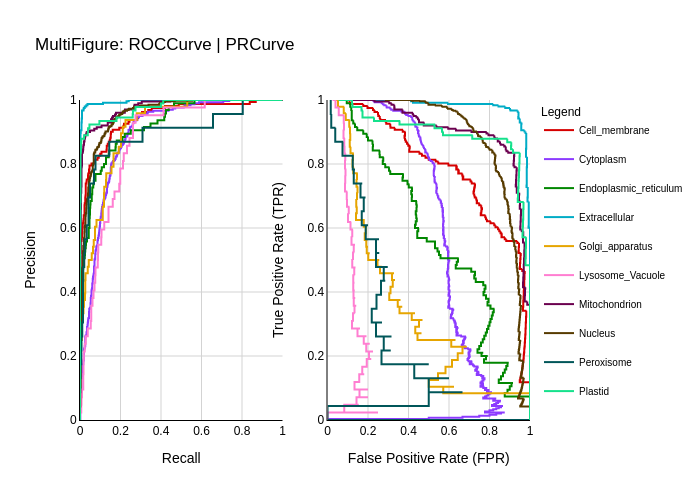 MultiFigure: ROCCurve | PRCurve
Precision
1
0.8
0.6
0.4
0.2
0
0 0.2 0.4 0.6 0.8 1
Recall
True Positive Rate (TPR)
1
0.8
0.6
0.4
0.2
0
0 0.2 0.4 0.6 0.8 1
False Positive Rate (FPR)
Legend
Cell_membrane
Cytoplasm
Endoplasmic_reticulum
Extracellular
Golgi_apparatus
Lysosome_Vacuole
Mitochondrion
Nucleus
Peroxisome
Plastid